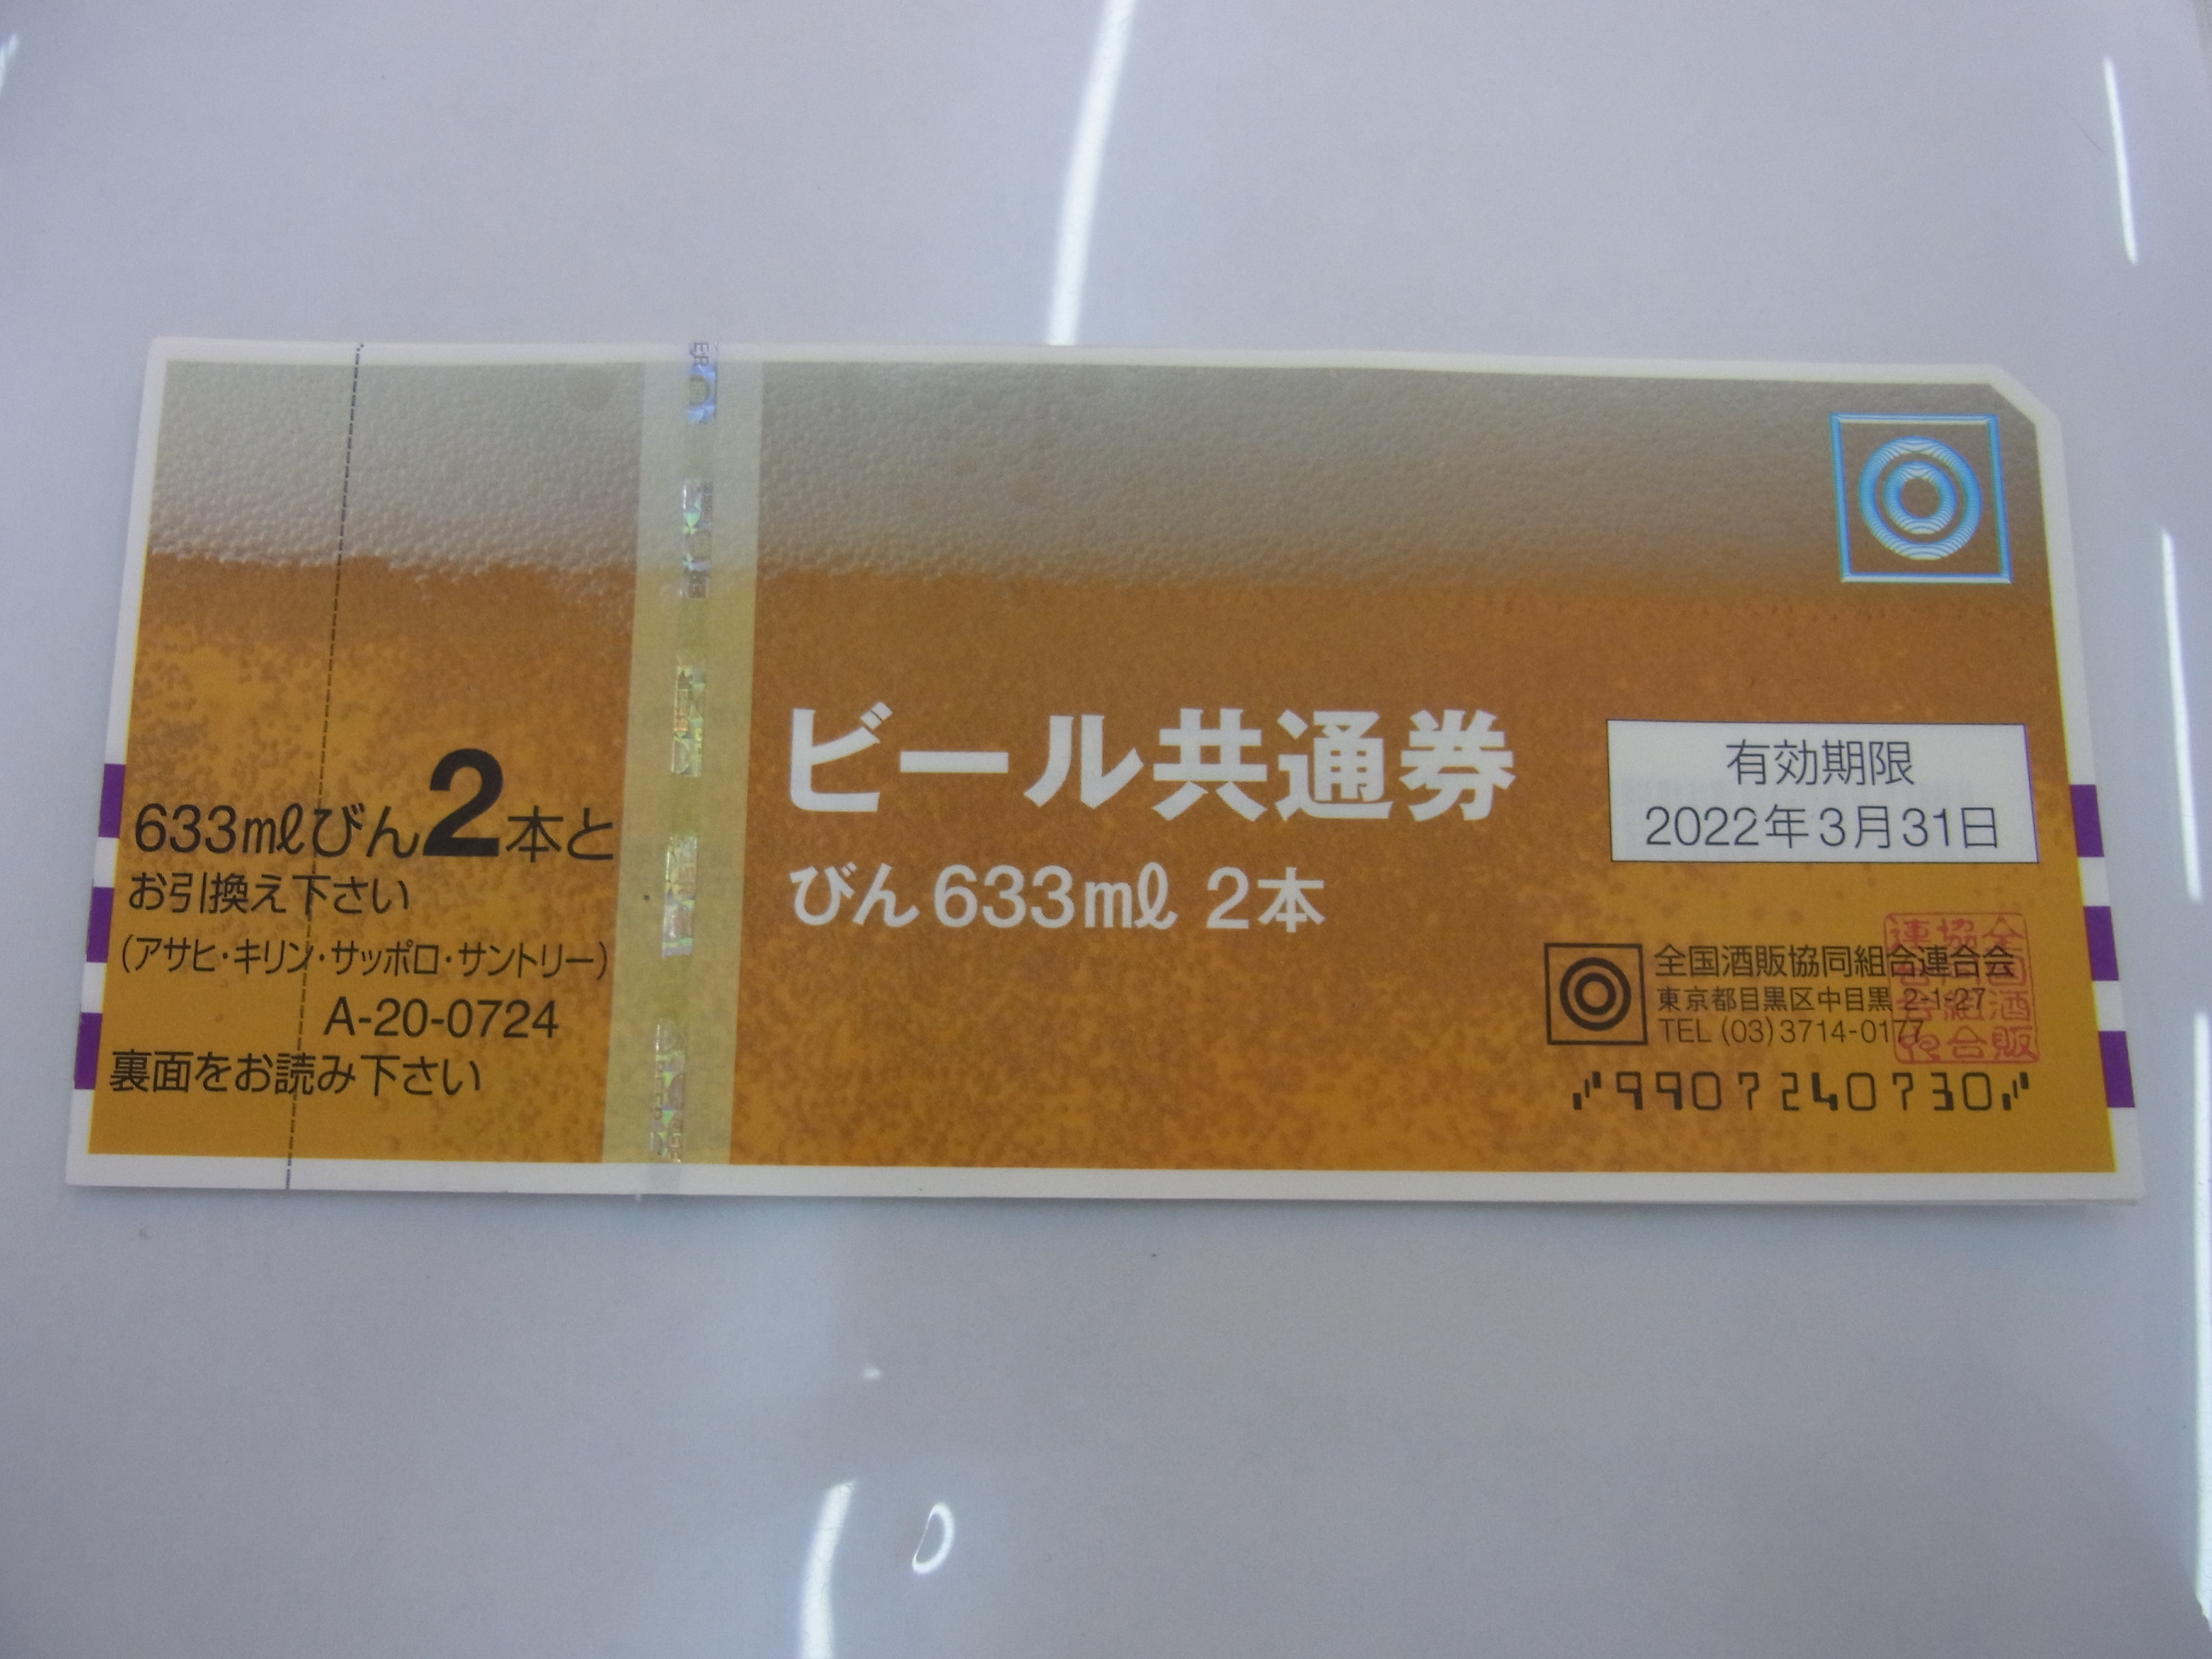 633mℓびん2本と
お引換え下さい
(アサヒ・キリン・サッポロ・サントリー)
A-20-0724
裏面をお読み下さい
ビール共通券
びん633mℓ 2本
有効期限
2022年3月31日
全国酒販協同組合連合会
東京都目黒区中目黒 2-1-27
TEL (03) 3714-0177
9907240730